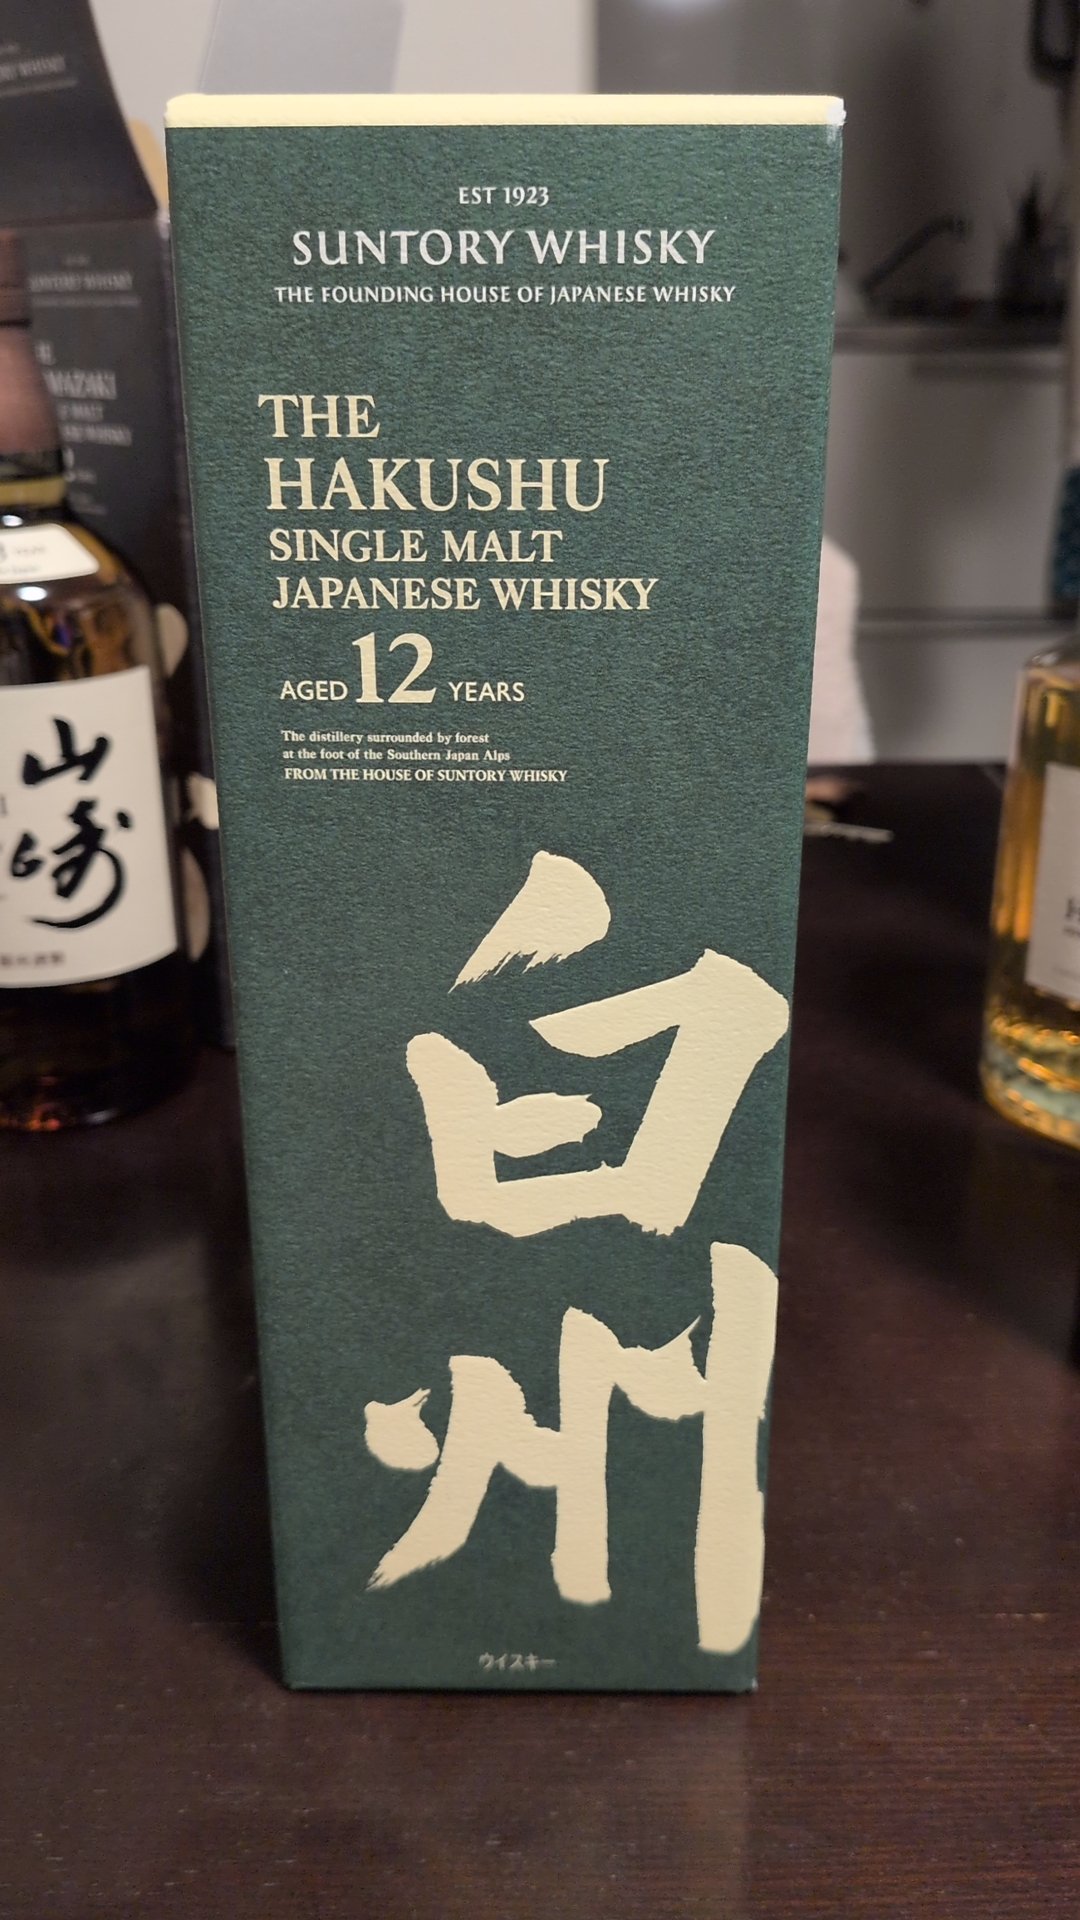 EST 1923
SUNTORY WHISKY
THE FOUNDING HOUSE OF JAPANESE WHISKY
THE
HAKUSHU
SINGLE MALT
JAPANESE WHISKY
AGED 12 YEARS
The distillery surrounded by forest
at the foot of the Southern Japan Alps
FROM THE HOUSE OF SUNTORY WHISKY
白州
ウイスキー
SUNTORY WHISKY
山崎